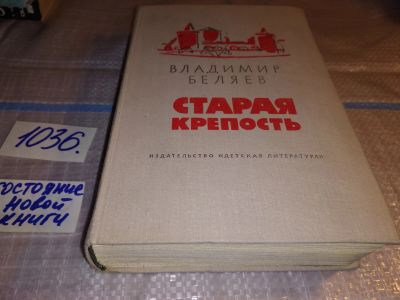 ВЛАДИМИР
БЕЛЯЕВ
СТАРАЯ
КРЕПОСТЬ
ИЗДАТЕЛЬСТВО «ДЕТСКАЯ ЛИТЕРАТУРА»
1036.
состояние
новой
книги